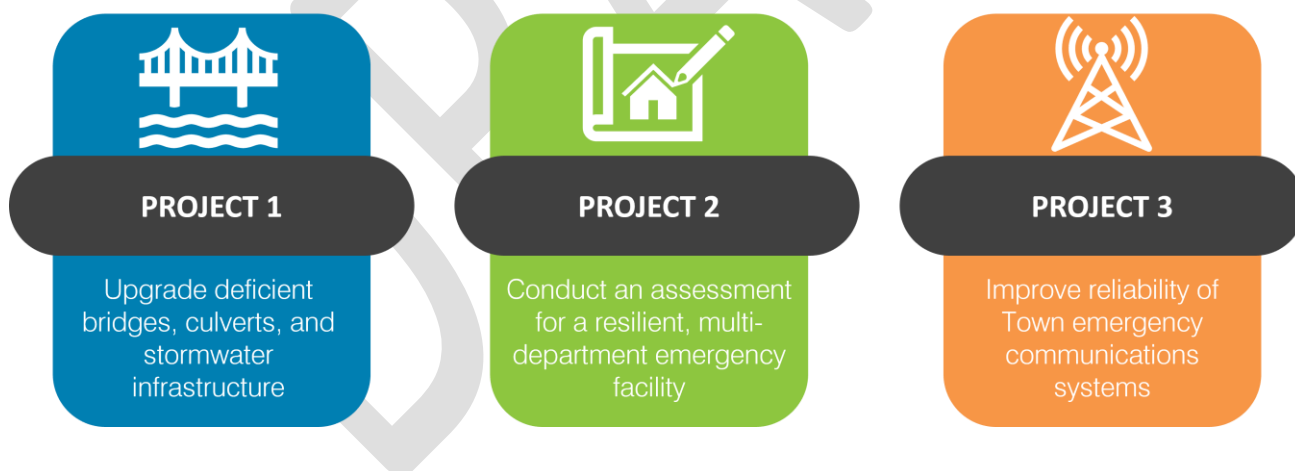 PROJECT 1
Upgrade deficient
bridges, culverts, and
stormwater
infrastructure
PROJECT 2
Conduct an assessment
for a resilient, multi-
department emergency
facility
PROJECT 3
Improve reliability of
Town emergency
communications
systems